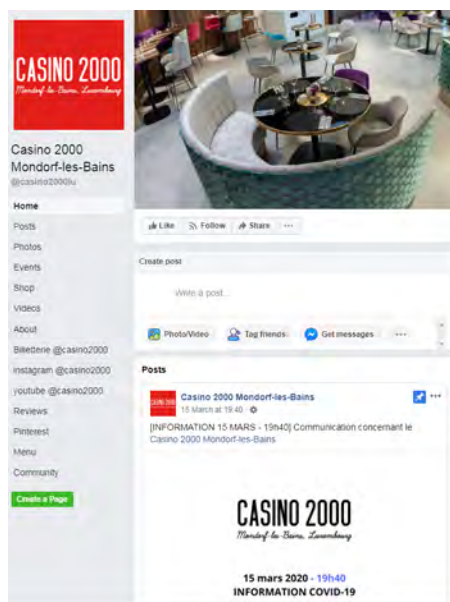 CASINO 2000
Mondorf-les-Bains, Luxembourg
Casino 2000
Mondorf-les-Bains
@casino2000lu
Home
Posts
Photos
Events
Shop
Videos
About
Billetterie @casino2000
instagram @casino2000
youtube @casino2000
Reviews
Pinterest
Menu
Community
Create a Page
Like
Follow
Share
Create post
Write a post...
Photo/Video
Tag friends
Get messages
Posts
CASINO 2000
Casino 2000 Mondorf-les-Bains
15 March at 19:40
[INFORMATION 15 MARS - 19h40] Communication concernant le
Casino 2000 Mondorf-les-Bains
CASINO 2000
Mondorf-les-Bains, Luxembourg
15 mars 2020 - 19h40
INFORMATION COVID-19